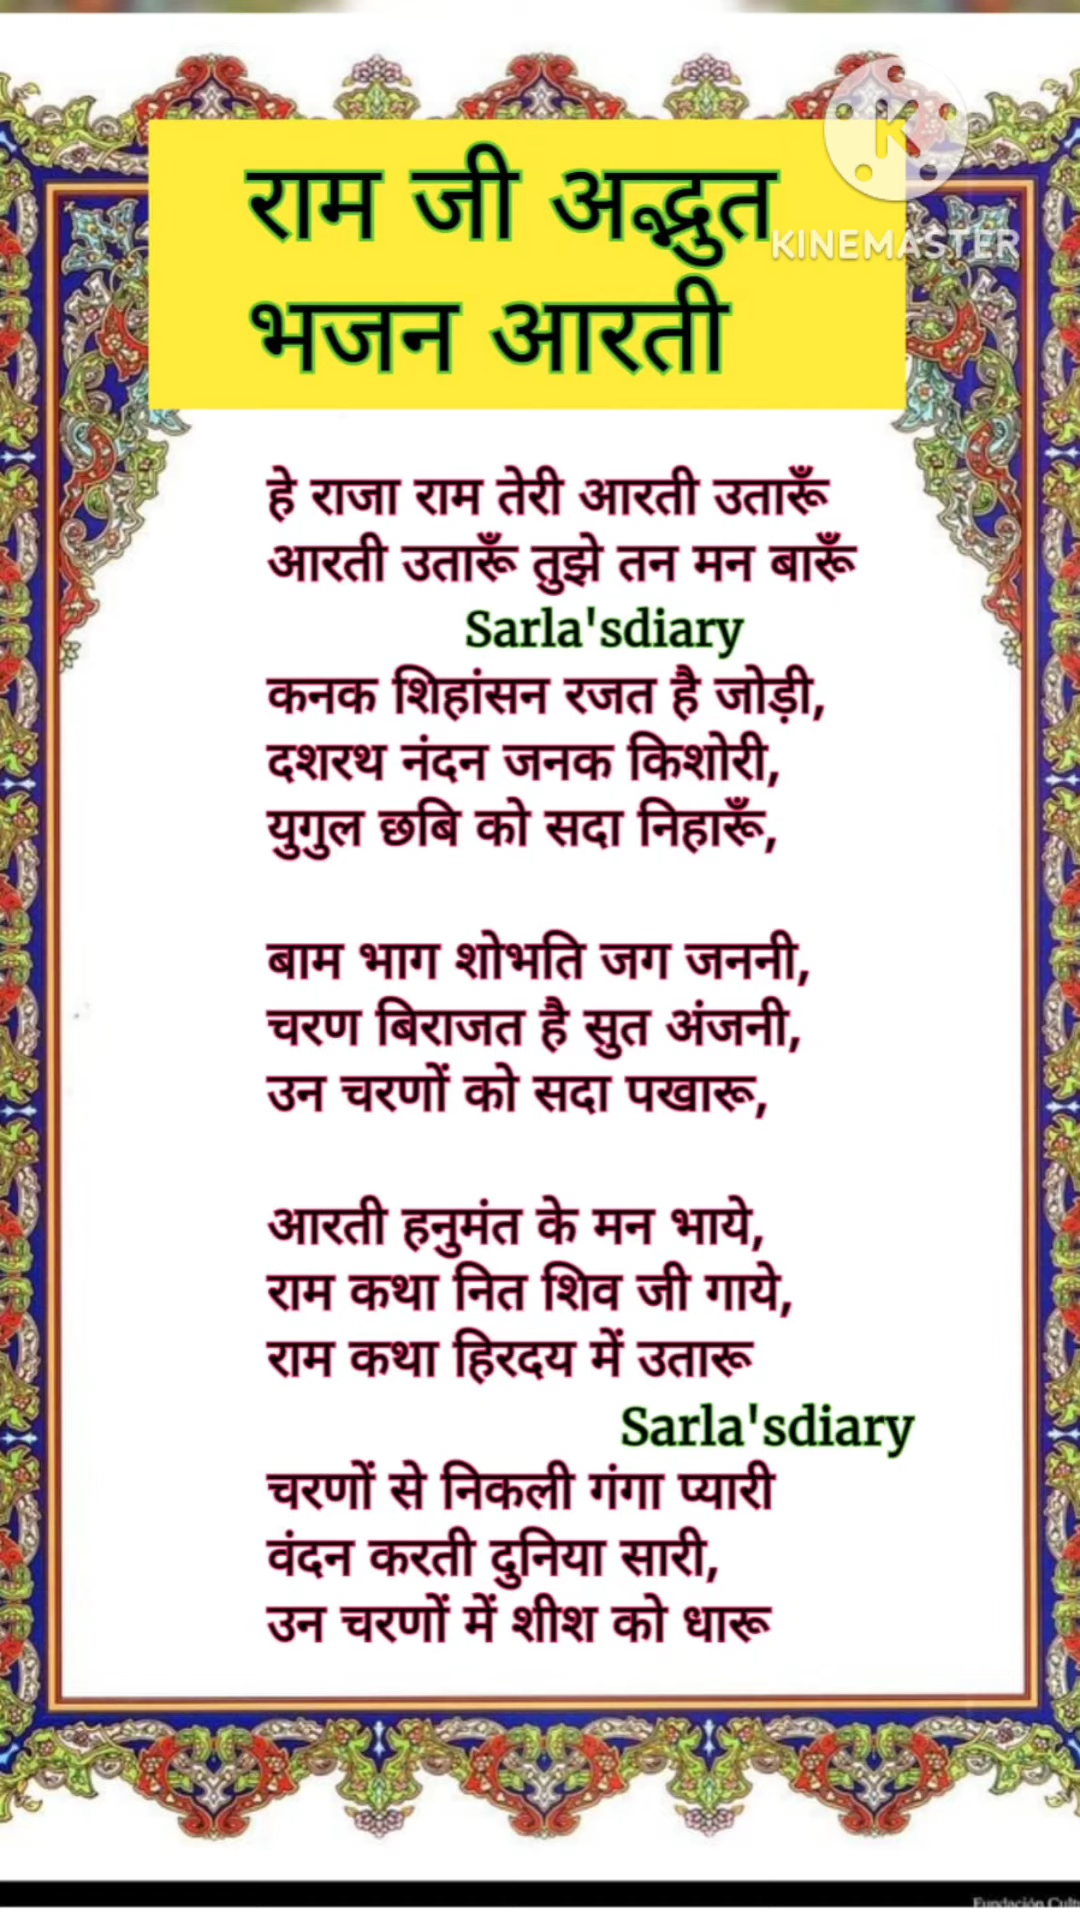 राम जी अद्भुत
भजन आरती
KINEMASTER
हे राजा राम तेरी आरती उतारूँ
आरती उतारूँ तुझे तन मन बारूँ
Sarla'sdiary
कनक शिहांसन रजत है जोड़ी,
दशरथ नंदन जनक किशोरी,
युगुल छबि को सदा निहारूँ,
बाम भाग शोभति जग जननी,
चरण बिराजत है सुत अंजनी,
उन चरणों को सदा पखारू,
आरती हनुमंत के मन भाये,
राम कथा नित शिव जी गाये,
राम कथा हिरदय में उतारू
Sarla'sdiary
चरणों से निकली गंगा प्यारी
वंदन करती दुनिया सारी,
उन चरणों में शीश को धारू
Fundación